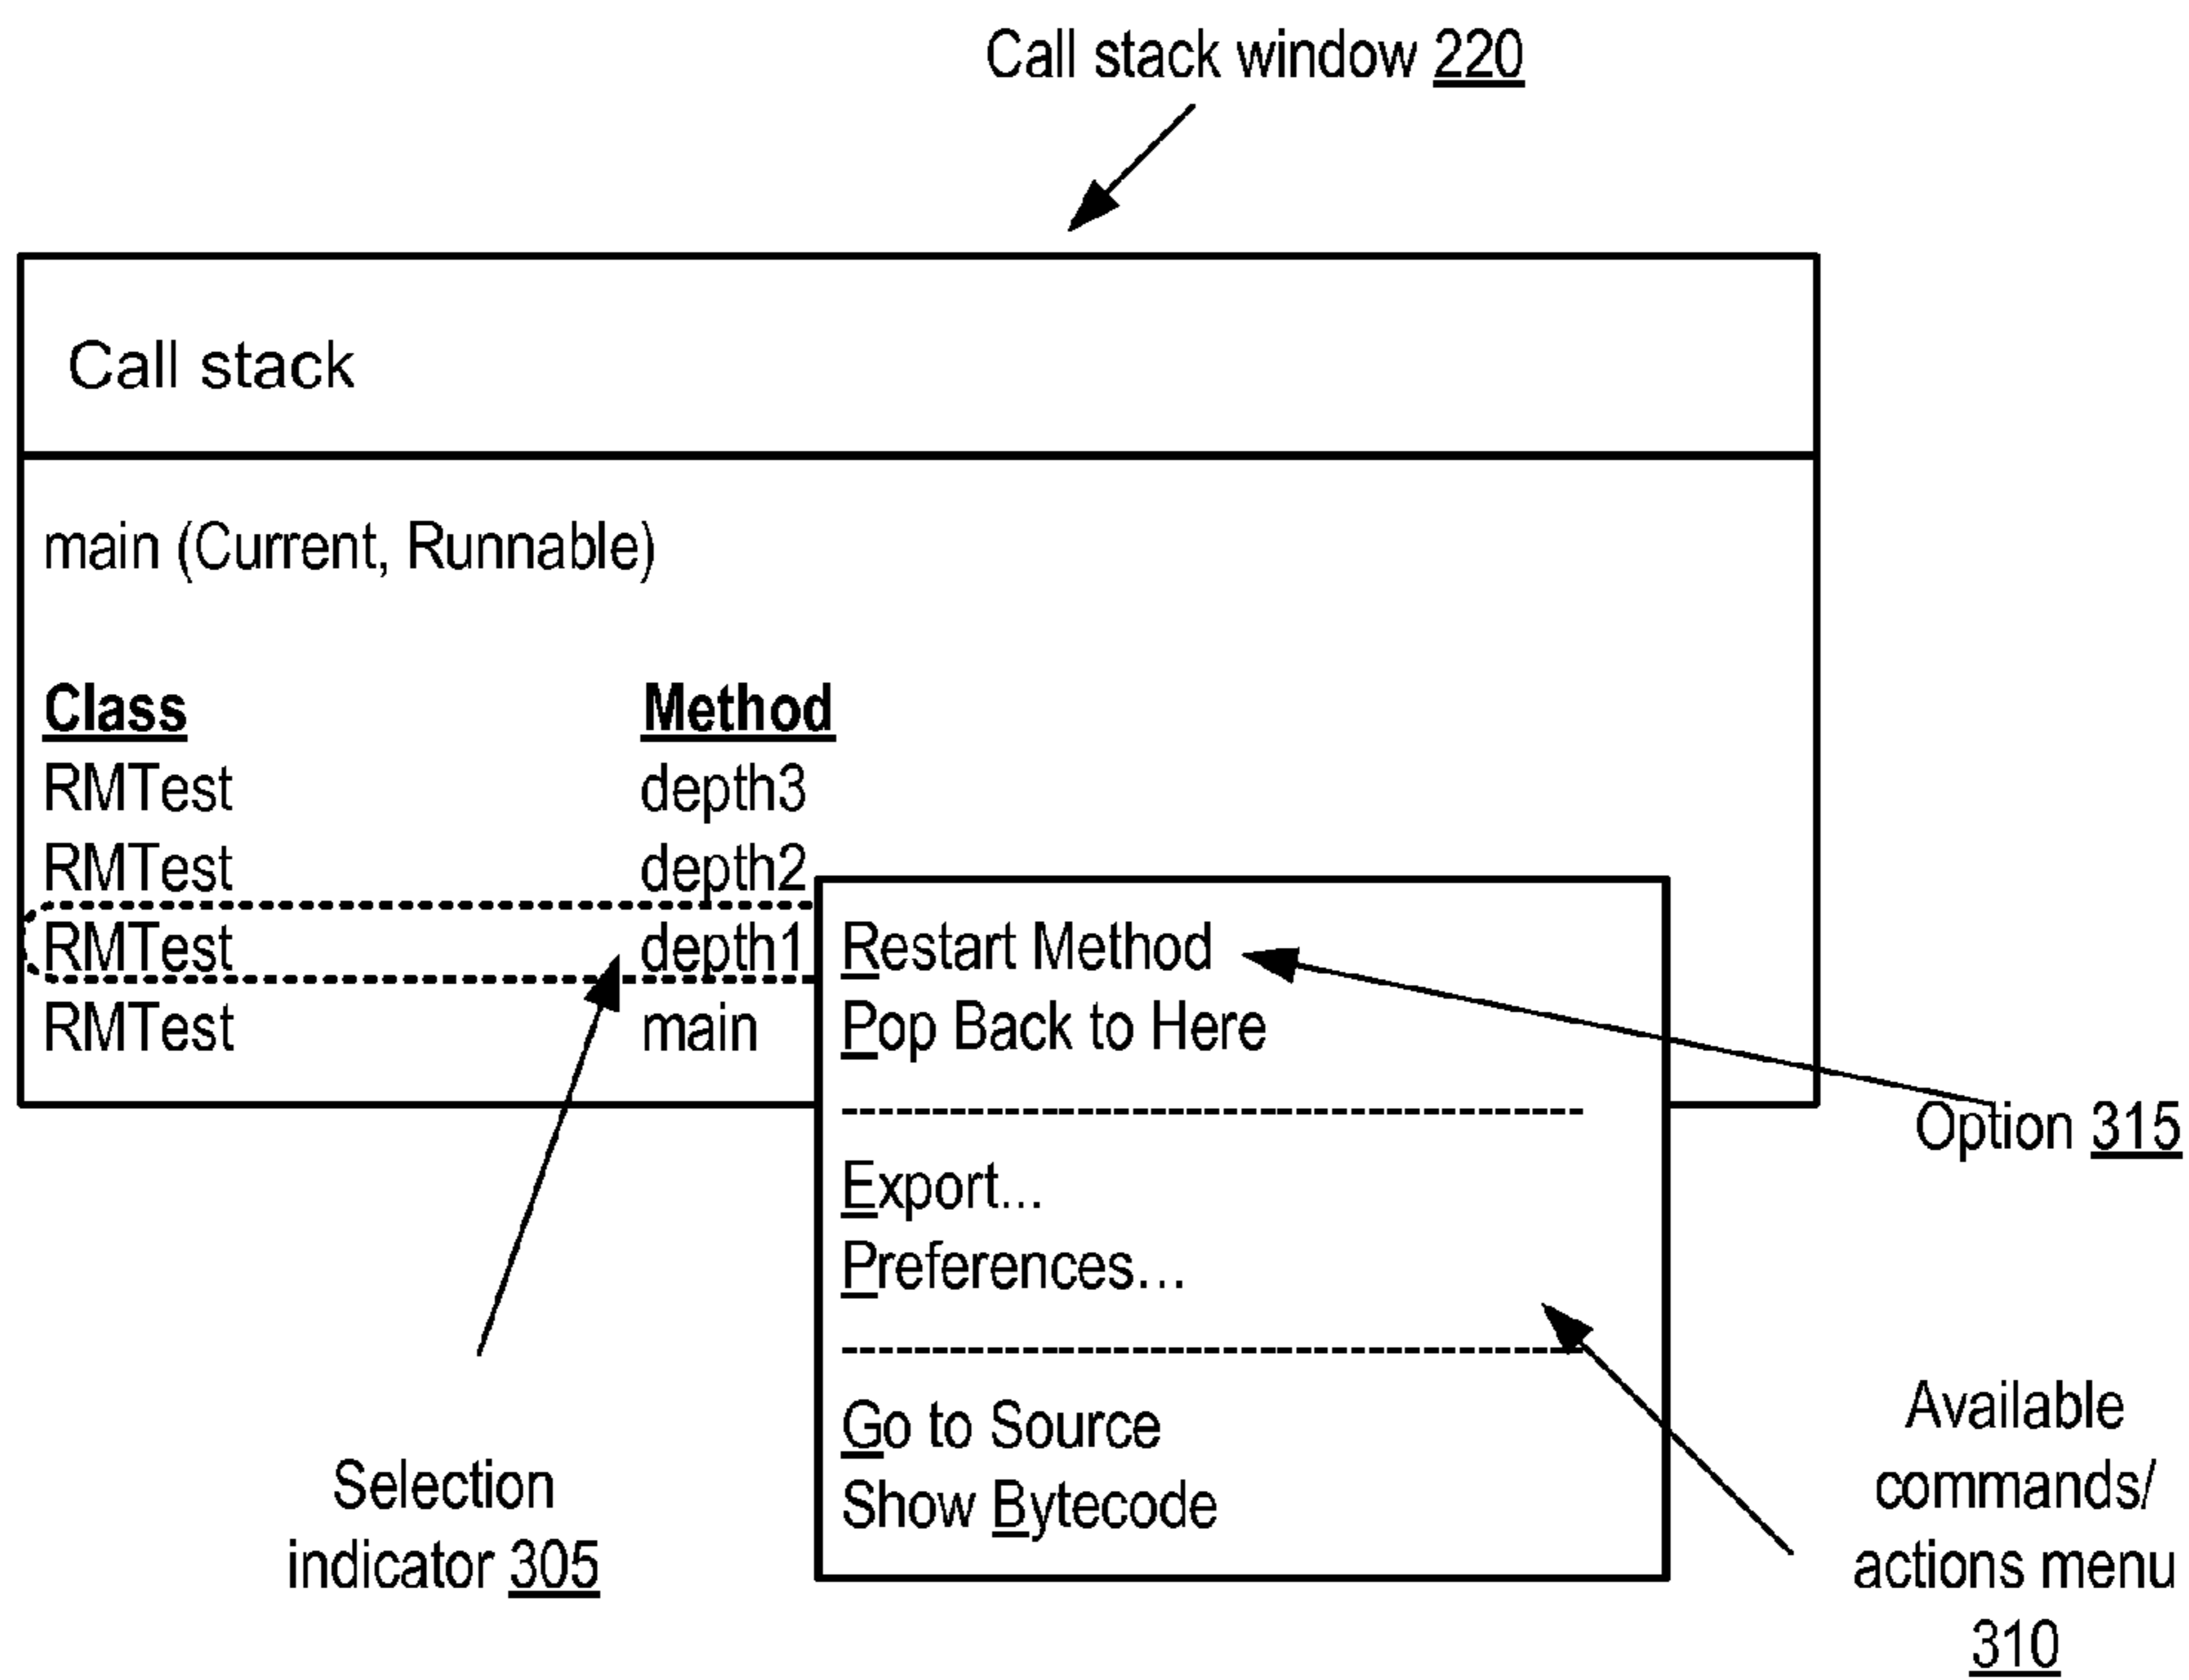 Call stack window 220
Call stack
main (Current, Runnable)
Class Method
RMTest depth3
RMTest depth2
RMTest depth1
RMTest main
Restart Method
Pop Back to Here
Export...
Preferences...
Go to Source
Show Bytecode
Option 315
Selection
indicator 305
Available
commands/
actions menu
310